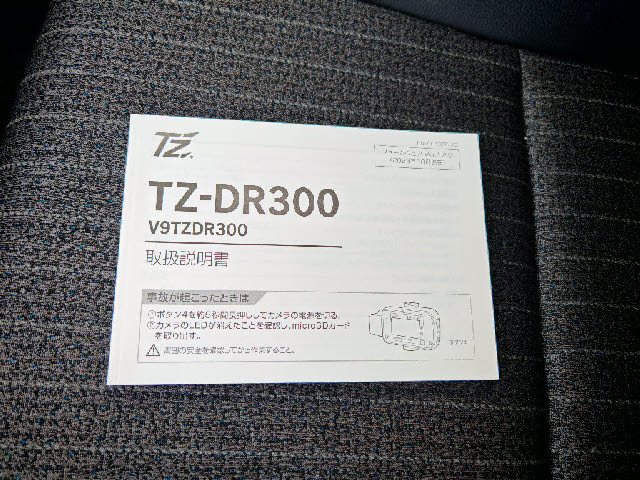 TZ.
TZ-DR300
V9TZDR300
取扱説明書
事故が起こったときは
①ボタン4を約5秒間長押ししてカメラの電源を切る。
②カメラのLEDが消えたことを確認し、microSDカード
を取り出す。
周囲の安全を確認してから作業すること。